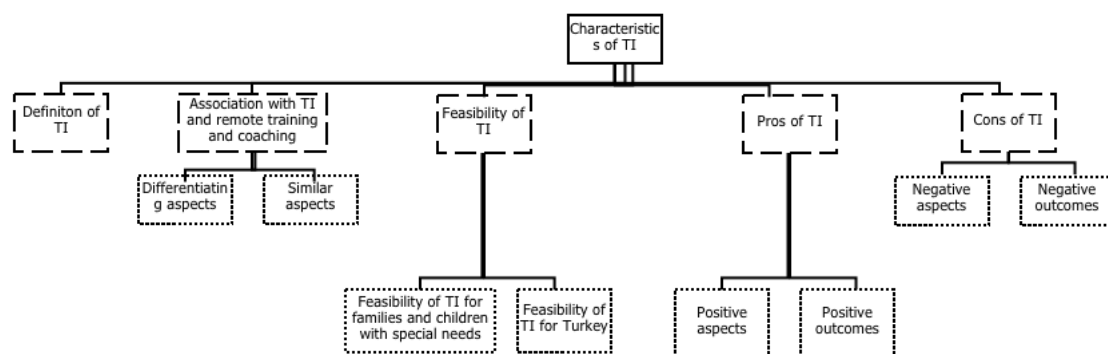 Characteristic
s of TI
Definiton of
TI
Association with TI
and remote training
and coaching
Feasibility of
TI
Pros of TI
Cons of TI
Differentiatin
g aspects
Similar
aspects
Negative
aspects
Negative
outcomes
Feasibility of TI for
families and children
with special needs
Feasibility of
TI for Turkey
Positive
aspects
Positive
outcomes